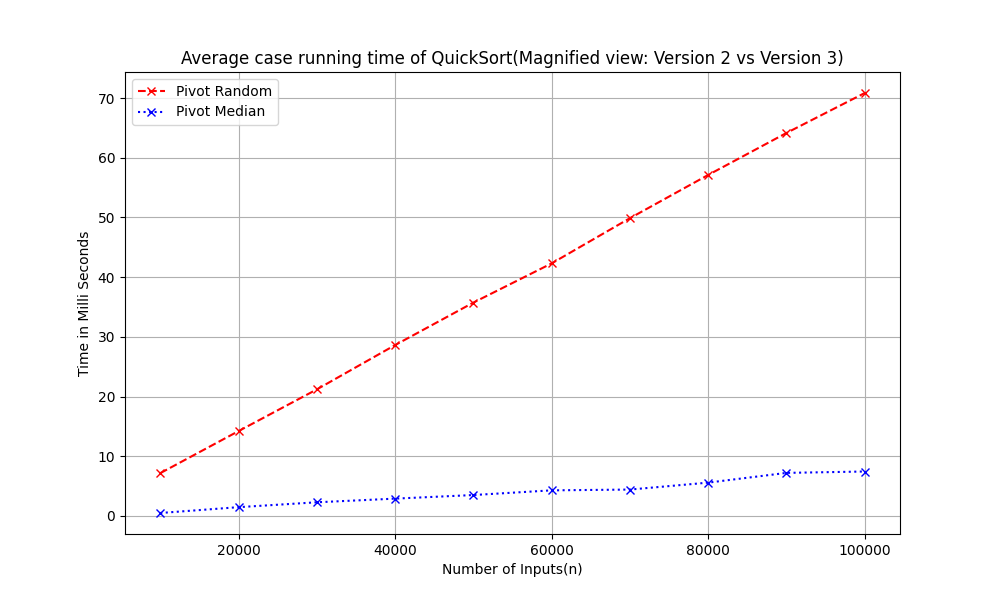 Average case running time of QuickSort(Magnified view: Version 2 vs Version 3)
Pivot Random
Pivot Median
Time in Milli Seconds
70
60
50
40
30
20
10
0
20000
40000
60000
80000
100000
Number of Inputs(n)